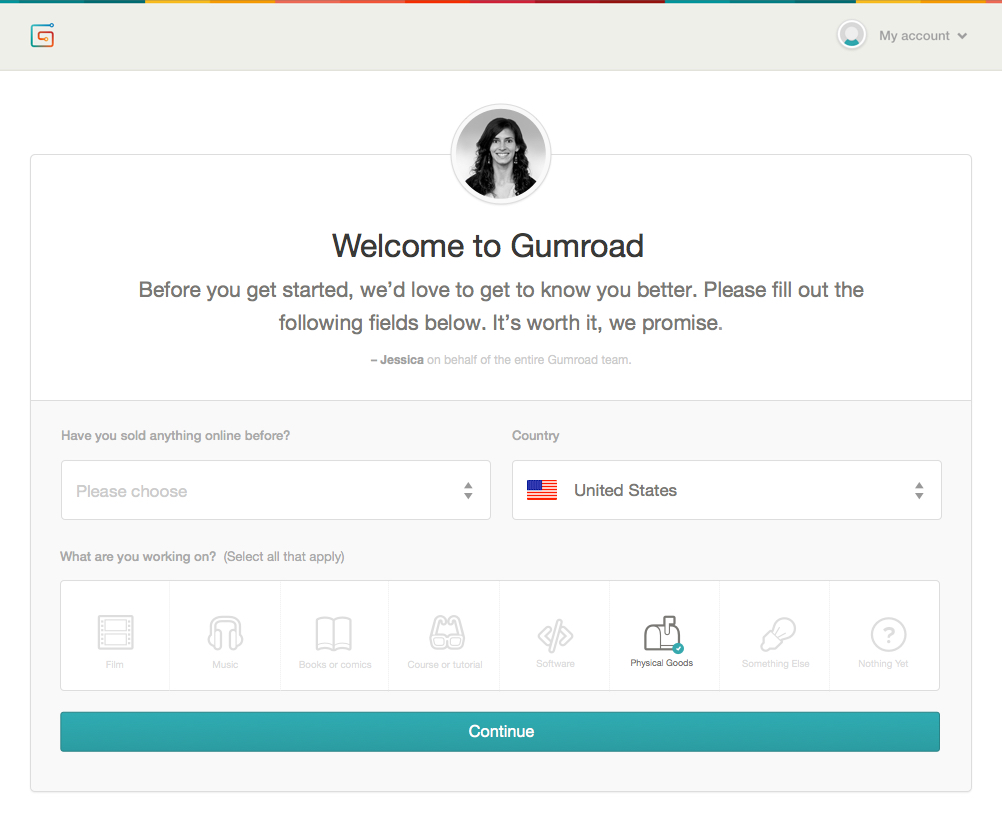 My account
Welcome to Gumroad
Before you get started, we’d love to get to know you better. Please fill out the
following fields below. It’s worth it, we promise.
– Jessica on behalf of the entire Gumroad team.
Have you sold anything online before?
Country
Please choose
United States
What are you working on? (Select all that apply)
Film
Music
Books or comics
Course or tutorial
Software
Physical Goods
Something Else
?
Nothing Yet
Continue